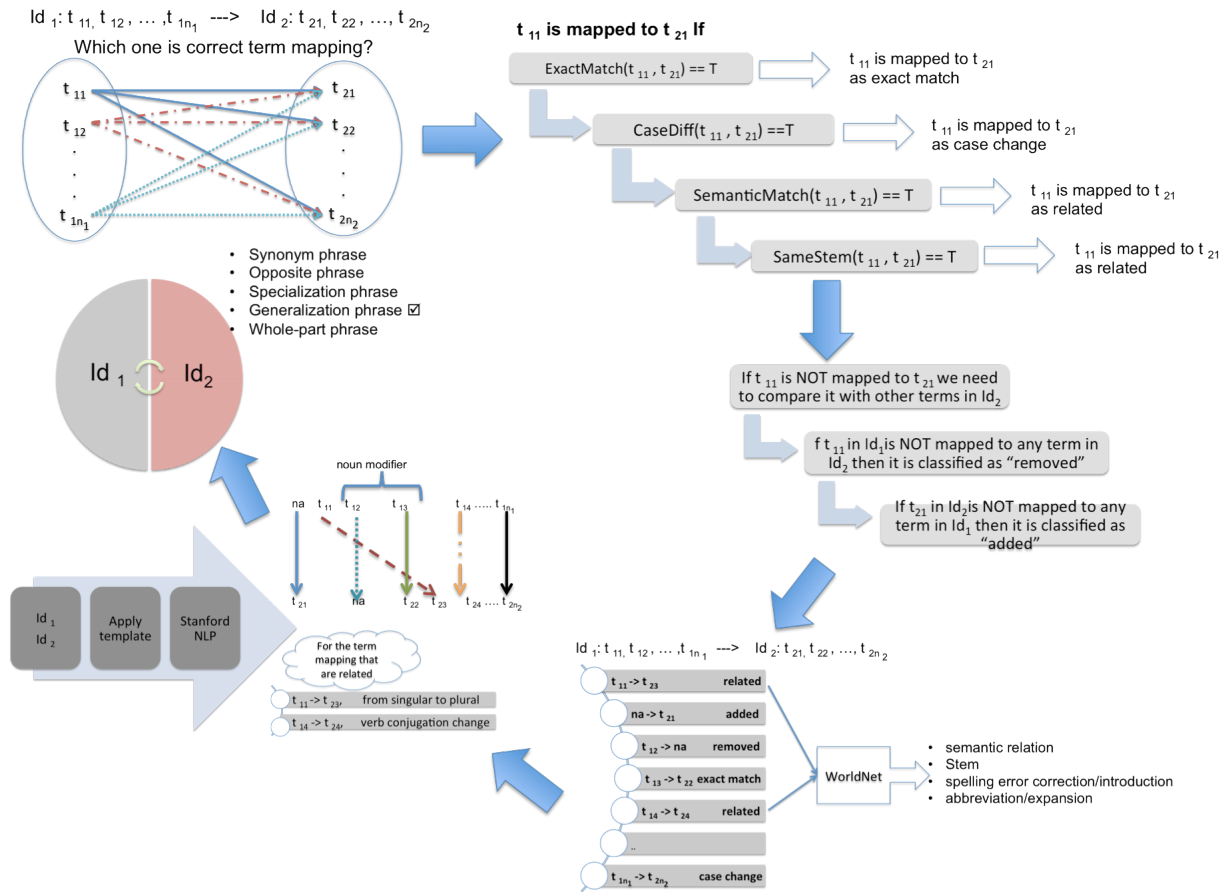 Id 1: t 11, t 12 , … ,t 1n1 ---> Id 2: t 21, t 22 , …, t 2n2
Which one is correct term mapping?
t 11
t 12
.
.
.
t 1n1
t 21
t 22
.
.
.
t 2n2
t 11 is mapped to t 21 If
ExactMatch(t 11 , t 21) == T
t 11 is mapped to t 21
as exact match
CaseDiff(t 11 , t 21) ==T
t 11 is mapped to t 21
as case change
SemanticMatch(t 11 , t 21) == T
t 11 is mapped to t 21
as related
SameStem(t 11 , t 21) == T
t 11 is mapped to t 21
as related
If t 11 is NOT mapped to t 21 we need
to compare it with other terms in Id2
f t 11 in Id1is NOT mapped to any term in
Id2 then it is classified as “removed”
If t21 in Id2is NOT mapped to any
term in Id1 then it is classified as
“added”
• Synonym phrase
• Opposite phrase
• Specialization phrase
• Generalization phrase ☑
• Whole-part phrase
Id 1
Id2
noun modifier
na t 11 t 12 t 13 t 14 ..... t 1n1
t 21 na t 22 t 23 t 24 .... t 2n2
Id 1
Id 2
Apply
template
Stanford
NLP
For the term
mapping that
are related
t 11 -> t 23, from singular to plural
t 14 -> t 24, verb conjugation change
Id 1: t 11, t 12 , … ,t 1n1 ---> Id 2: t 21, t 22 , …, t 2n2
t 11 -> t 23 related
na -> t 21 added
t 12 -> na removed
t 13 -> t 22 exact match
t 14 -> t 24 related
..
t 1n1 -> t 2n2 case change
WorldNet
• semantic relation
• Stem
• spelling error correction/introduction
• abbreviation/expansion